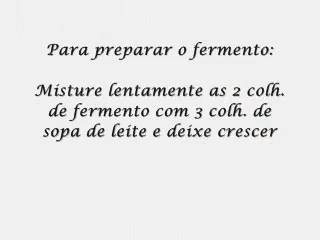 Para preparar o fermento:
Misture lentamente as 2 colh.
de fermento com 3 colh. de
sopa de leite e deixe crescer